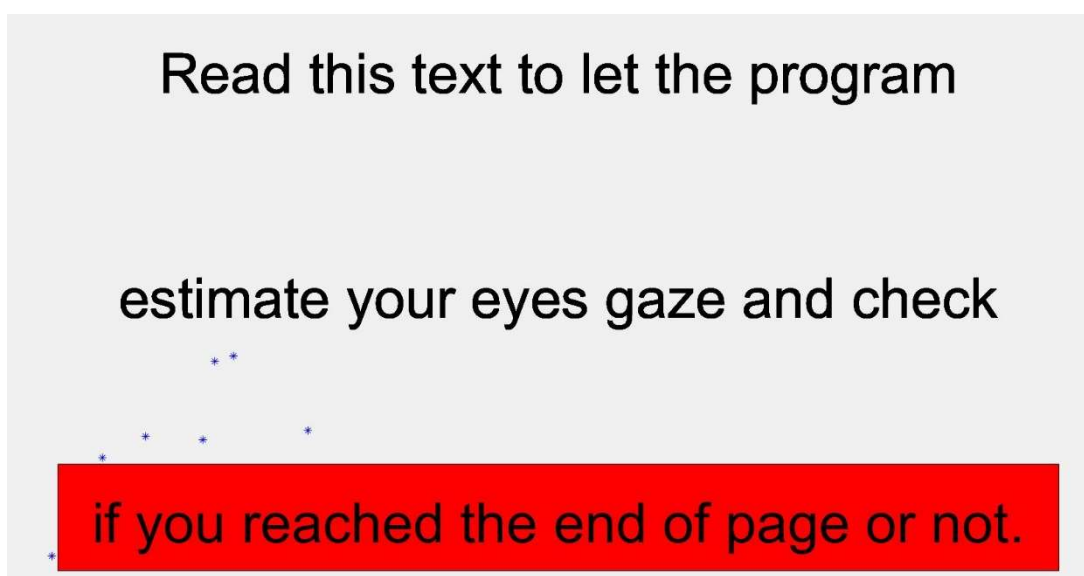 Read this text to let the program
estimate your eyes gaze and check
if you reached the end of page or not.